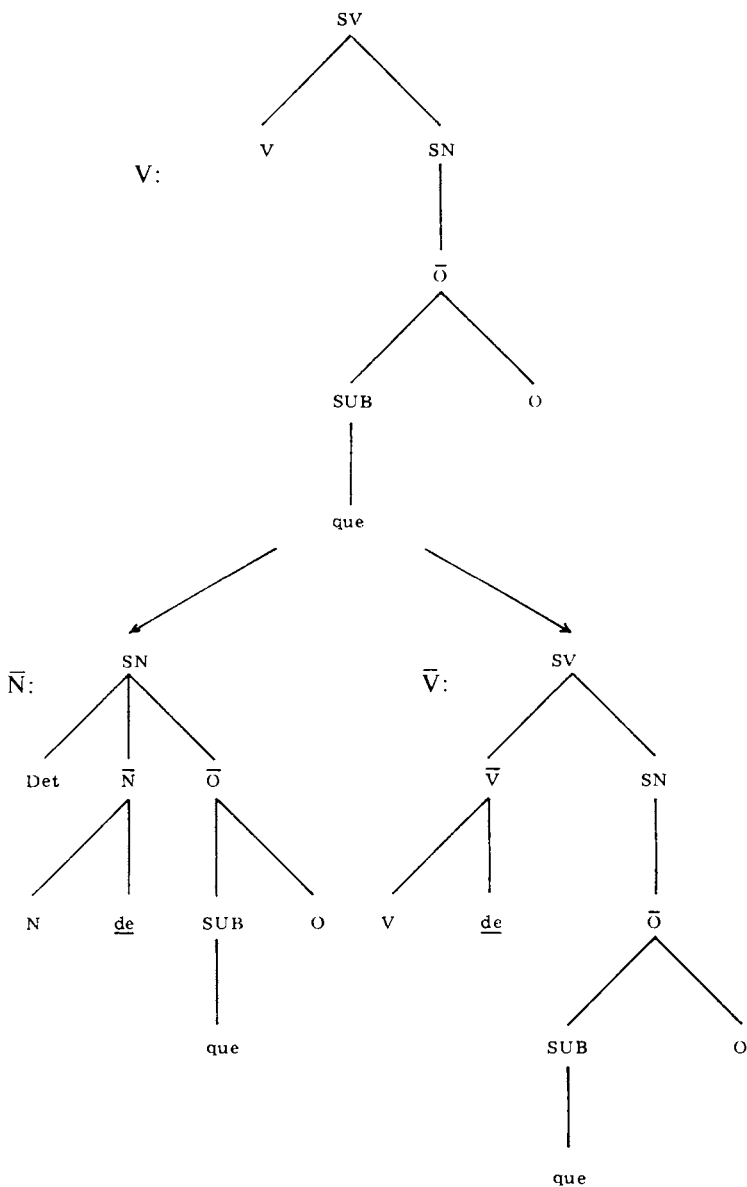 SV
V SN
V:
O̅
SUB O
que
SN SV
N̅: V̅:
Det N̅ O̅ V̅ SN
N de SUB O V de O̅
que SUB O
que